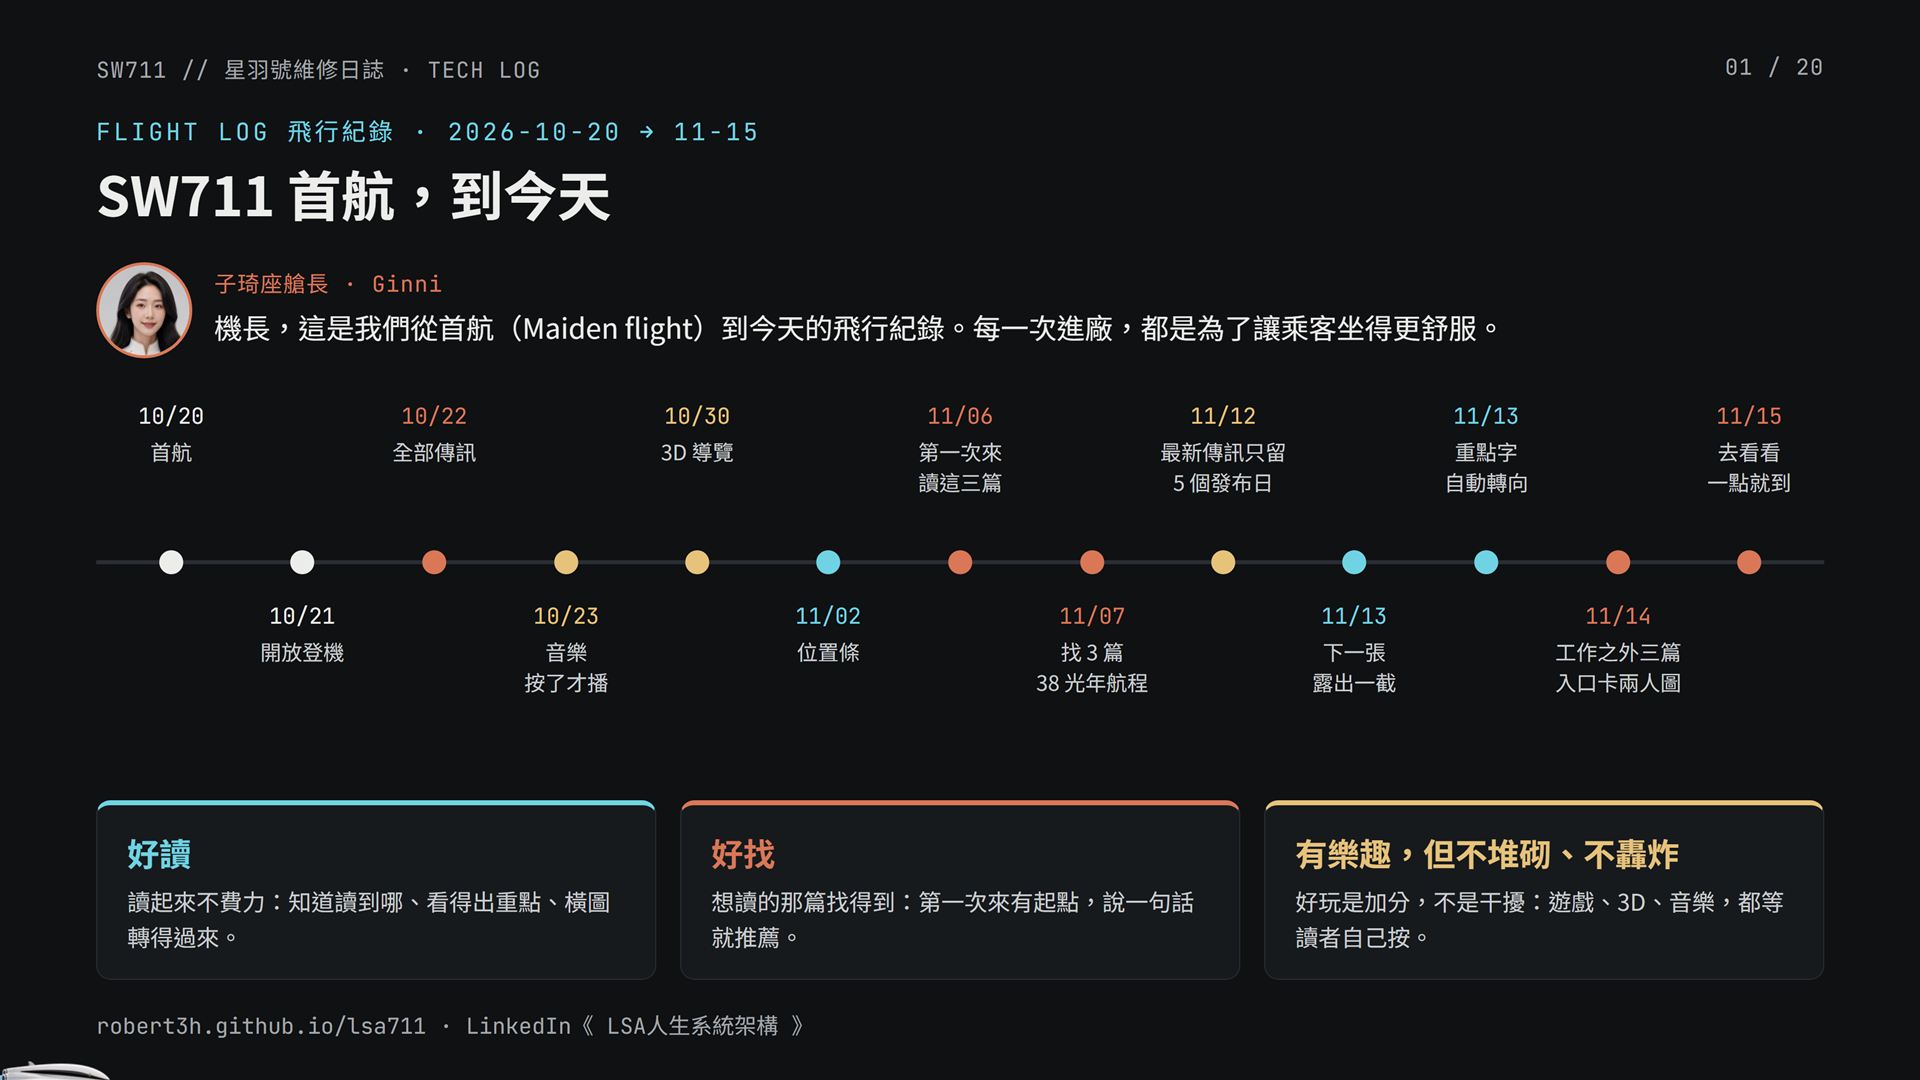 SW711 // 星羽號維修日誌 · TECH LOG
01 / 20
FLIGHT LOG 飛行紀錄 · 2026-10-20 → 11-15
SW711 首航，到今天
子琦座艙長 · Ginni
機長，這是我們從首航（Maiden flight）到今天的飛行紀錄。每一次進廠，都是為了讓乘客坐得更舒服。
10/20
首航
10/22
全部傳訊
10/30
3D 導覽
11/06
第一次來
讀這三篇
11/12
最新傳訊只留
5 個發布日
11/13
重點字
自動轉向
11/15
去看看
一點就到
10/21
開放登機
10/23
音樂
按了才播
11/02
位置條
11/07
找 3 篇
38 光年航程
11/13
下一張
露出一截
11/14
工作之外三篇
入口卡兩人圖
好讀
讀起來不費力：知道讀到哪、看得出重點、橫圖
轉得過來。
好找
想讀的那篇找得到：第一次來有起點，說一句話
就推薦。
有樂趣，但不堆砌、不轟炸
好玩是加分，不是干擾：遊戲、3D、音樂，都等
讀者自己按。
robert3h.github.io/lsa711 · LinkedIn《 LSA人生系統架構 》